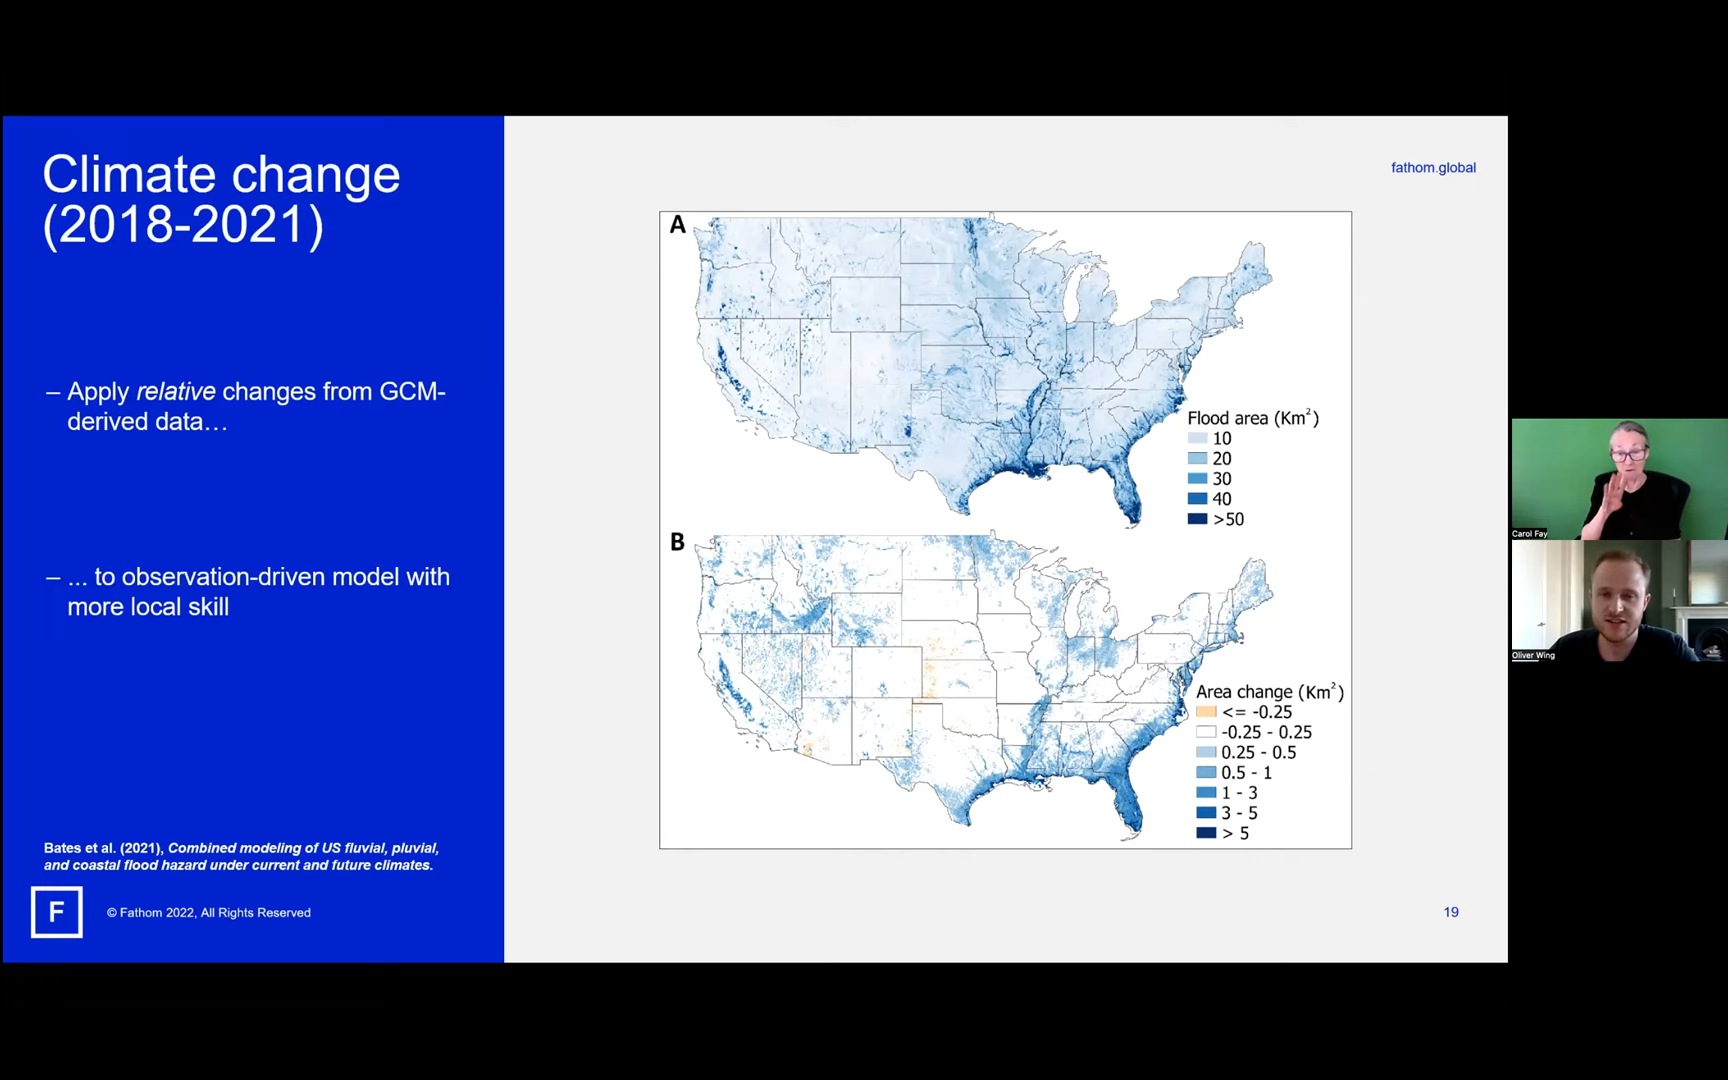 Climate change
(2018-2021)
– Apply relative changes from GCM-
derived data…
– ... to observation-driven model with
more local skill
Bates et al. (2021), Combined modeling of US fluvial, pluvial,
and coastal flood hazard under current and future climates.
F
© Fathom 2022, All Rights Reserved
fathom.global
A
Flood area (Km²)
10
20
30
40
>50
B
Area change (Km²)
<= -0.25
-0.25 - 0.25
0.25 - 0.5
0.5 - 1
1 - 3
3 - 5
> 5
19
Carol Fay
Oliver Wing